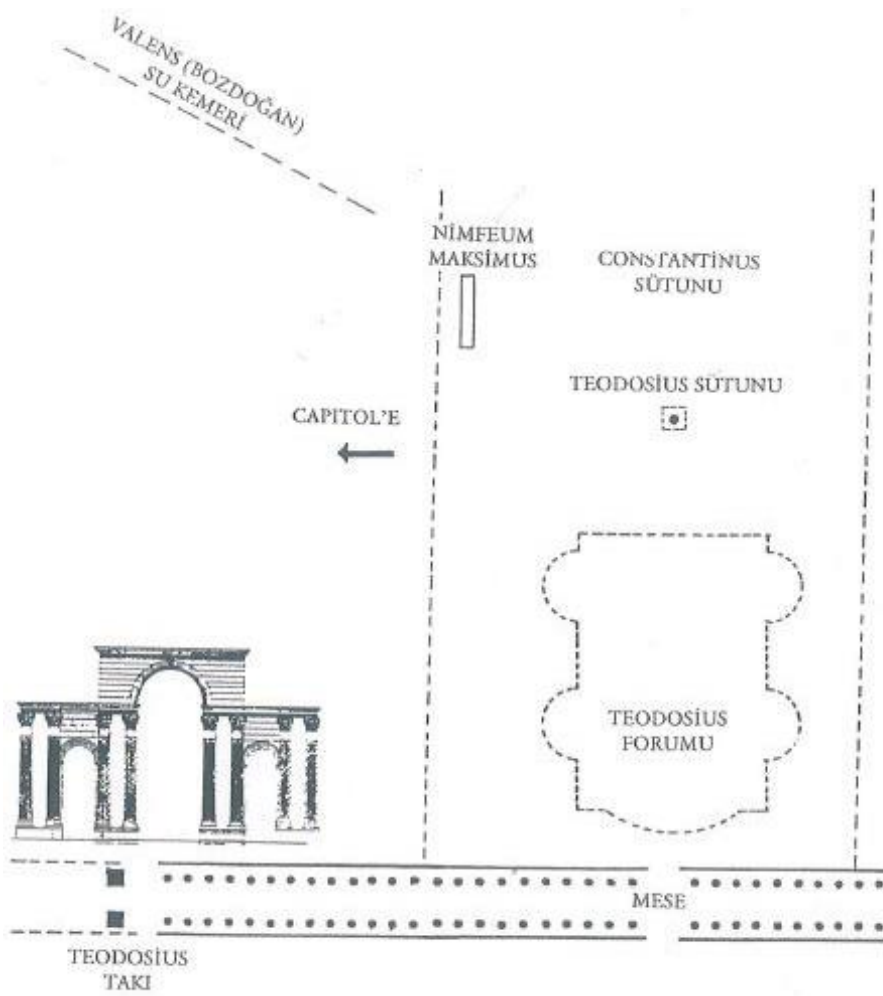 VALENS (BOZDOĞAN)
SU KEMERİ
NİMFEUM
MAKSİMUS
CONSTANTİNUS
SÜTUNU
TEODOSİUS SÜTUNU
CAPITOL'E
TEODOSİUS
FORUMU
MESE
TEODOSİUS
TAKI